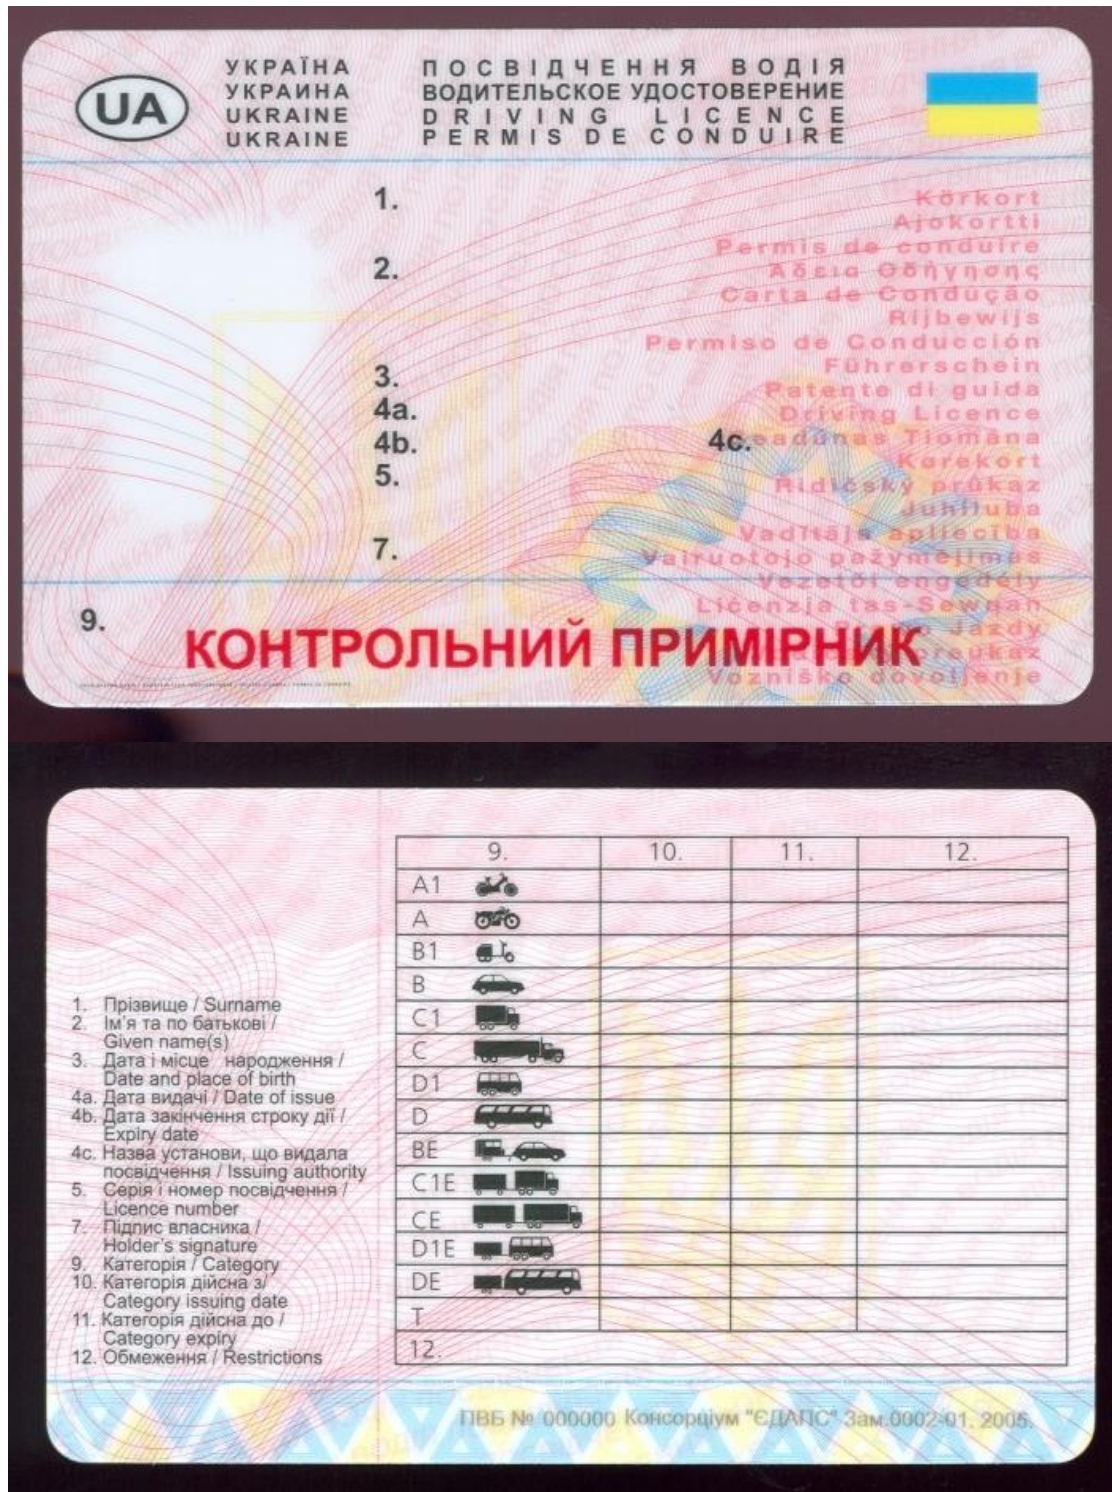 UA
УКРАЇНА
УКРАИНА
UKRAINE
UKRAINE
ПОСВІДЧЕННЯ ВОДІЯ
ВОДИТЕЛЬСКОЕ УДОСТОВЕРЕНИЕ
DRIVING LICENCE
PERMIS DE CONDUIRE
1.
2.
3.
4a.
4b.
4c.
5.
7.
9.
Körkort
Ajokortti
Permis de conduire
Άδεια Οδήγησης
Carta de Condução
Rijbewijs
Permiso de Conducción
Führerschein
Patente di guida
Driving Licence
Tiomána
Kørekort
Řidičský průkaz
Juhiluba
Vadītāja apliecība
Vairuotojo pažymėjimas
Vezetői engedély
Liċenzja tas-Sewqan
Jazdy
preukaz
Vozniško dovoljenje
КОНТРОЛЬНИЙ ПРИМІРНИК
1. Прізвище / Surname
2. Ім'я та по батькові /
Given name(s)
3. Дата і місце народження /
Date and place of birth
4a. Дата видачі / Date of issue
4b. Дата закінчення строку дії /
Expiry date
4c. Назва установи, що видала
посвідчення / Issuing authority
5. Серія і номер посвідчення /
Licence number
7. Підпис власника /
Holder's signature
9. Категорія / Category
10. Категорія дійсна з/
Category issuing date
11. Категорія дійсна до /
Category expiry
12. Обмеження / Restrictions
9. 10. 11. 12.
A1
A
B1
B
C1
C
D1
D
BE
C1E
CE
D1E
DE
T
12.
ПВБ № 000000 Консорціум "ЄДАПС" Зам.0002-01. 2005.